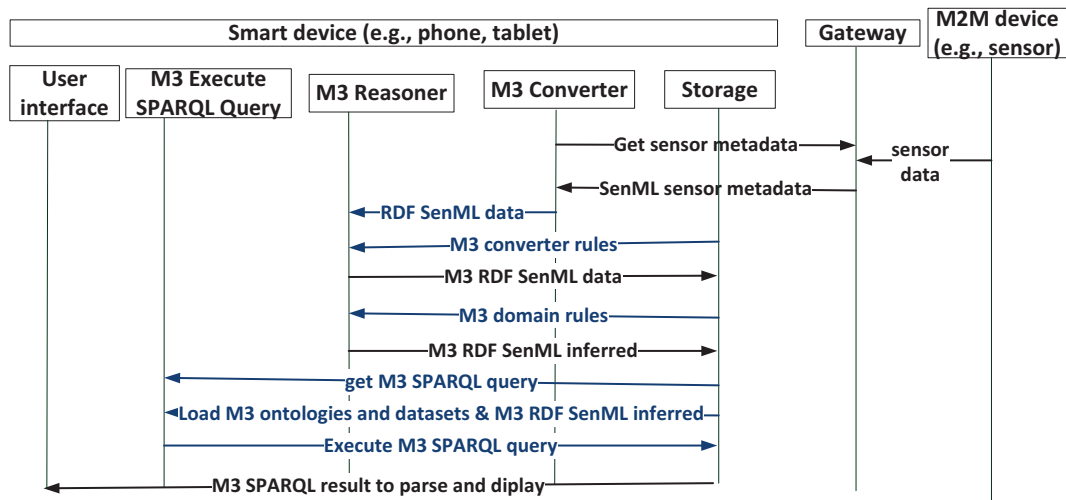 Smart device (e.g., phone, tablet)
Gateway
M2M device
(e.g., sensor)
User
interface
M3 Execute
SPARQL Query
M3 Reasoner
M3 Converter
Storage
Get sensor metadata
sensor
data
SenML sensor metadata
RDF SenML data
M3 converter rules
M3 RDF SenML data
M3 domain rules
M3 RDF SenML inferred
get M3 SPARQL query
Load M3 ontologies and datasets & M3 RDF SenML inferred
Execute M3 SPARQL query
M3 SPARQL result to parse and diplay